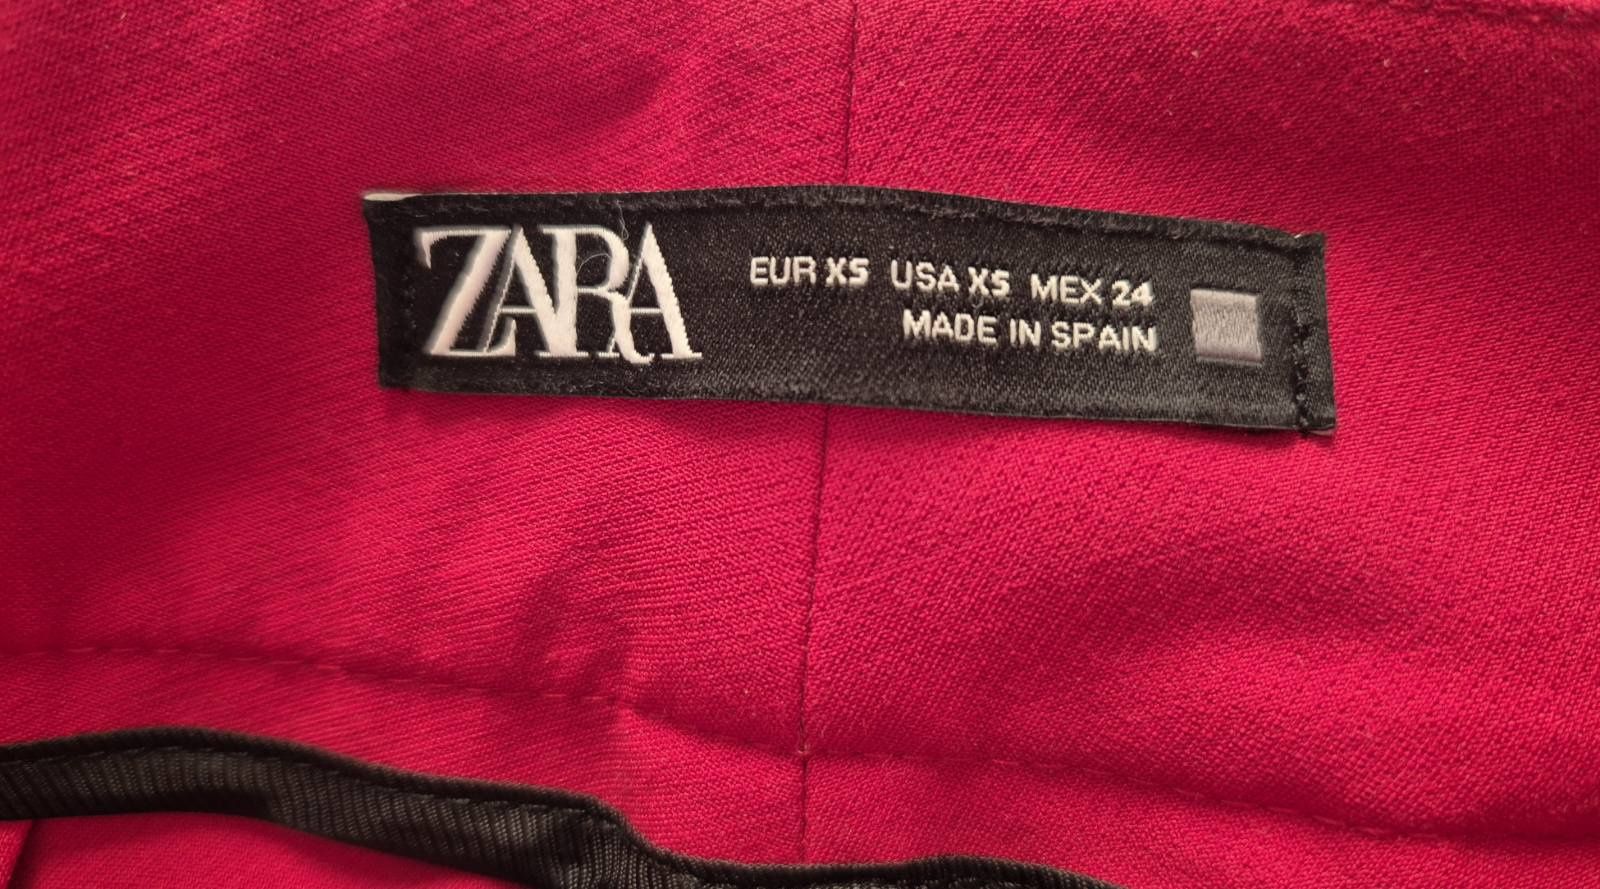 ZARA
EUR XS USA XS MEX 24
MADE IN SPAIN